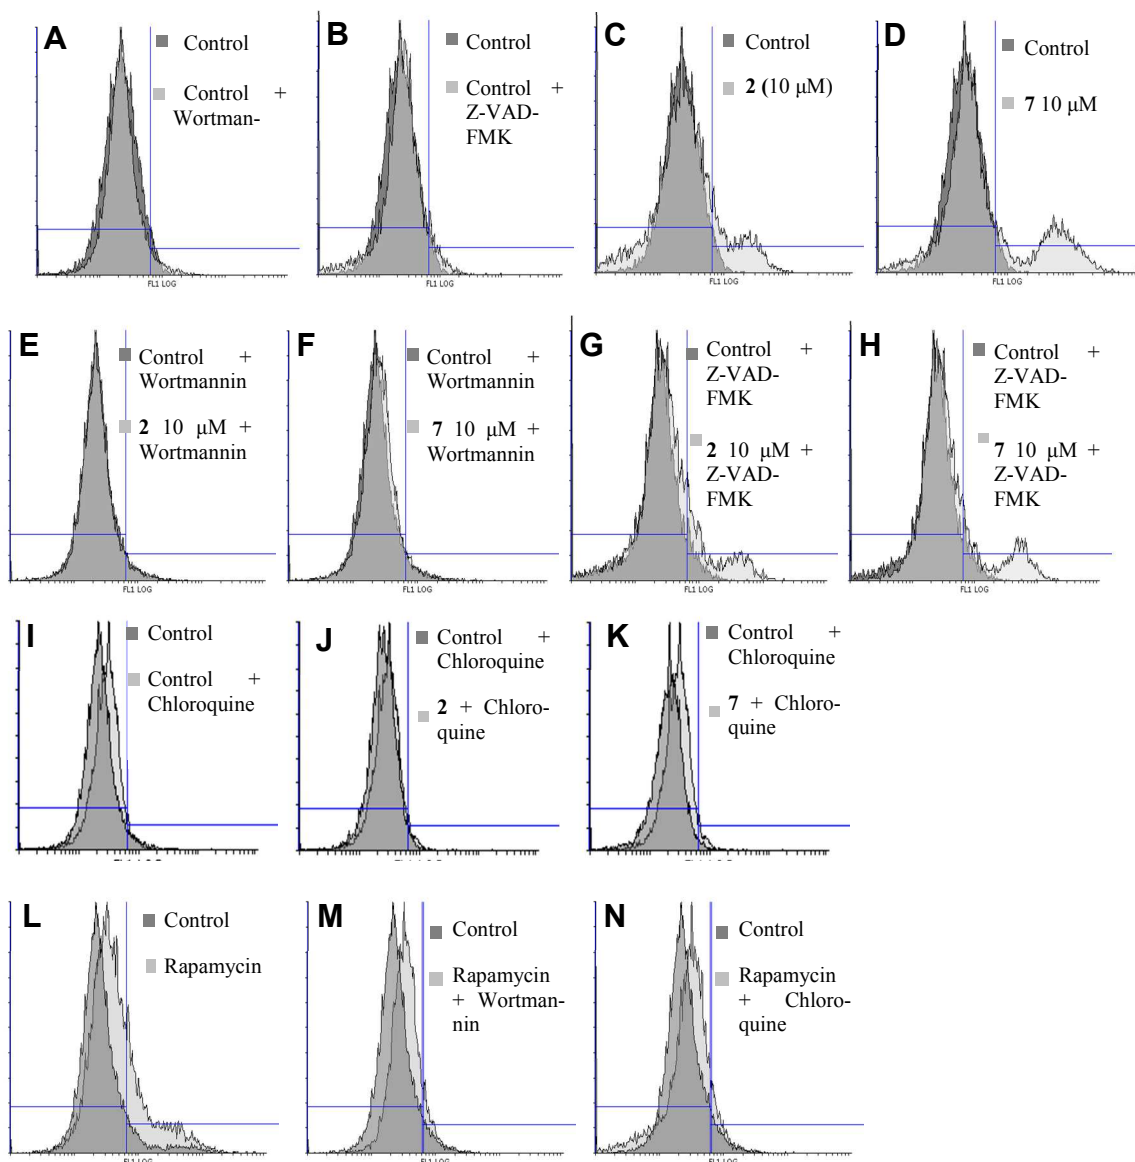 A
Control
Control +
Wortman-
FL1 LOG
B
Control
Control +
Z-VAD-
FMK
FL1 LOG
C
Control
2 (10 μM)
FL1 LOG
D
Control
7 10 μM
FL1 LOG
E
Control +
Wortmannin
2 10 μM +
Wortmannin
FL1 LOG
F
Control +
Wortmannin
7 10 μM +
Wortmannin
FL1 LOG
G
Control +
Z-VAD-
FMK
2 10 μM +
Z-VAD-
FMK
FL1 LOG
H
Control +
Z-VAD-
FMK
7 10 μM +
Z-VAD-
FMK
FL1 LOG
I
Control
Control +
Chloroquine
J
Control +
Chloroquine
2 + Chloro-
quine
K
Control +
Chloroquine
7 + Chloro-
quine
L
Control
Rapamycin
FL1 LOG
M
Control
Rapamycin
+ Wortman-
nin
FL1 LOG
N
Control
Rapamycin
+ Chloro-
quine
FL1 LOG